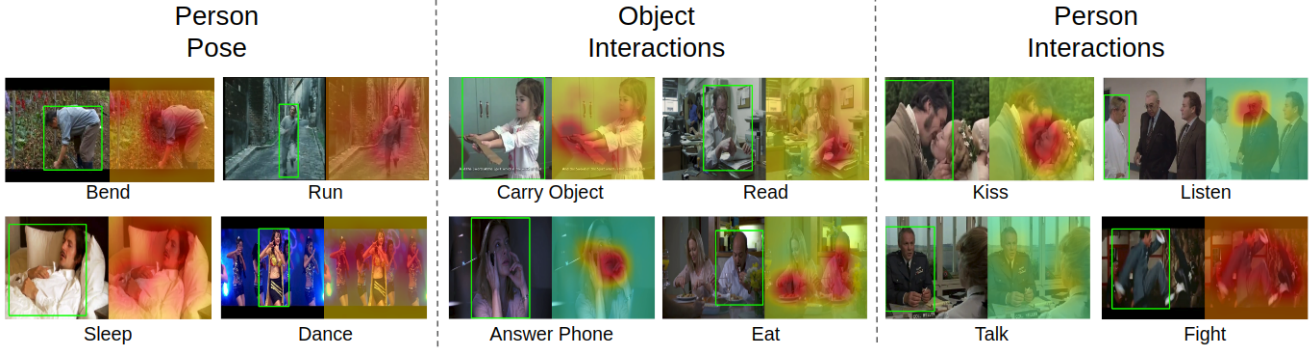 Person
Pose
Object
Interactions
Person
Interactions
Bend
Run
Carry Object
Read
Kiss
Listen
Sleep
Dance
Answer Phone
Eat
Talk
Fight